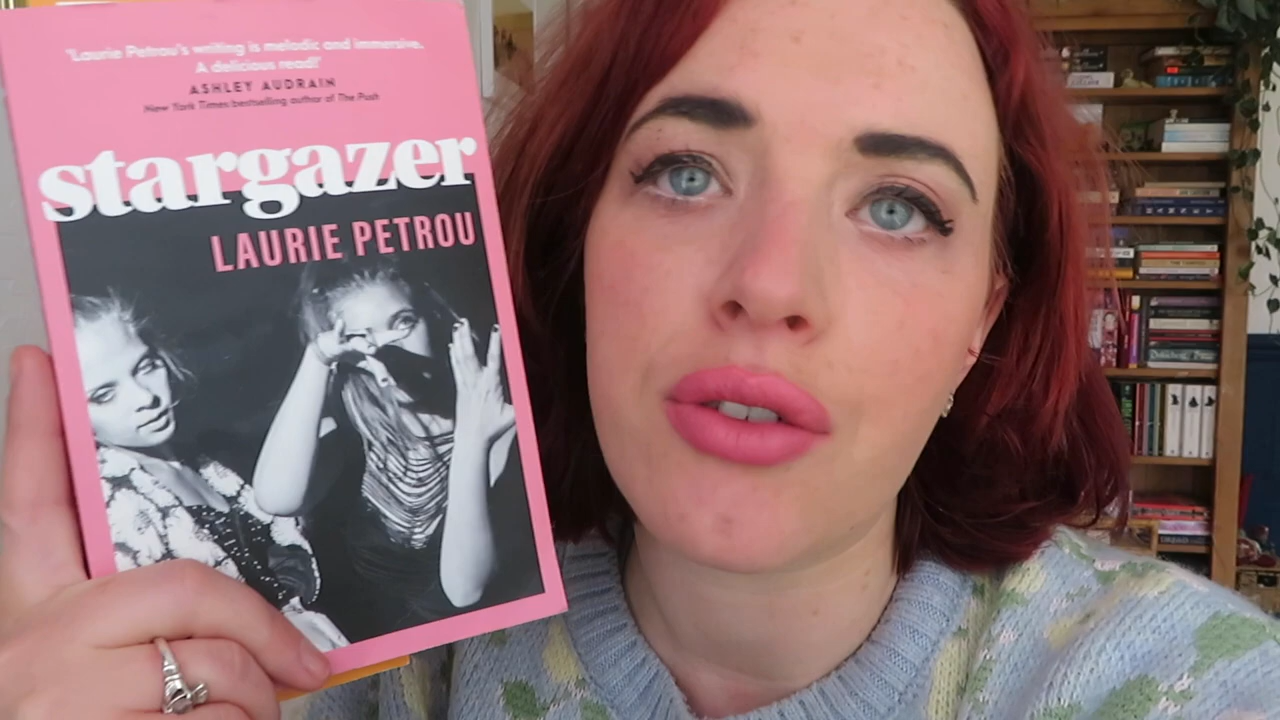 'Laurie Petrou's writing is melodic and immersive.
A delicious read!'
ASHLEY AUDRAIN
New York Times bestselling author of The Push
stargazer
LAURIE PETROU